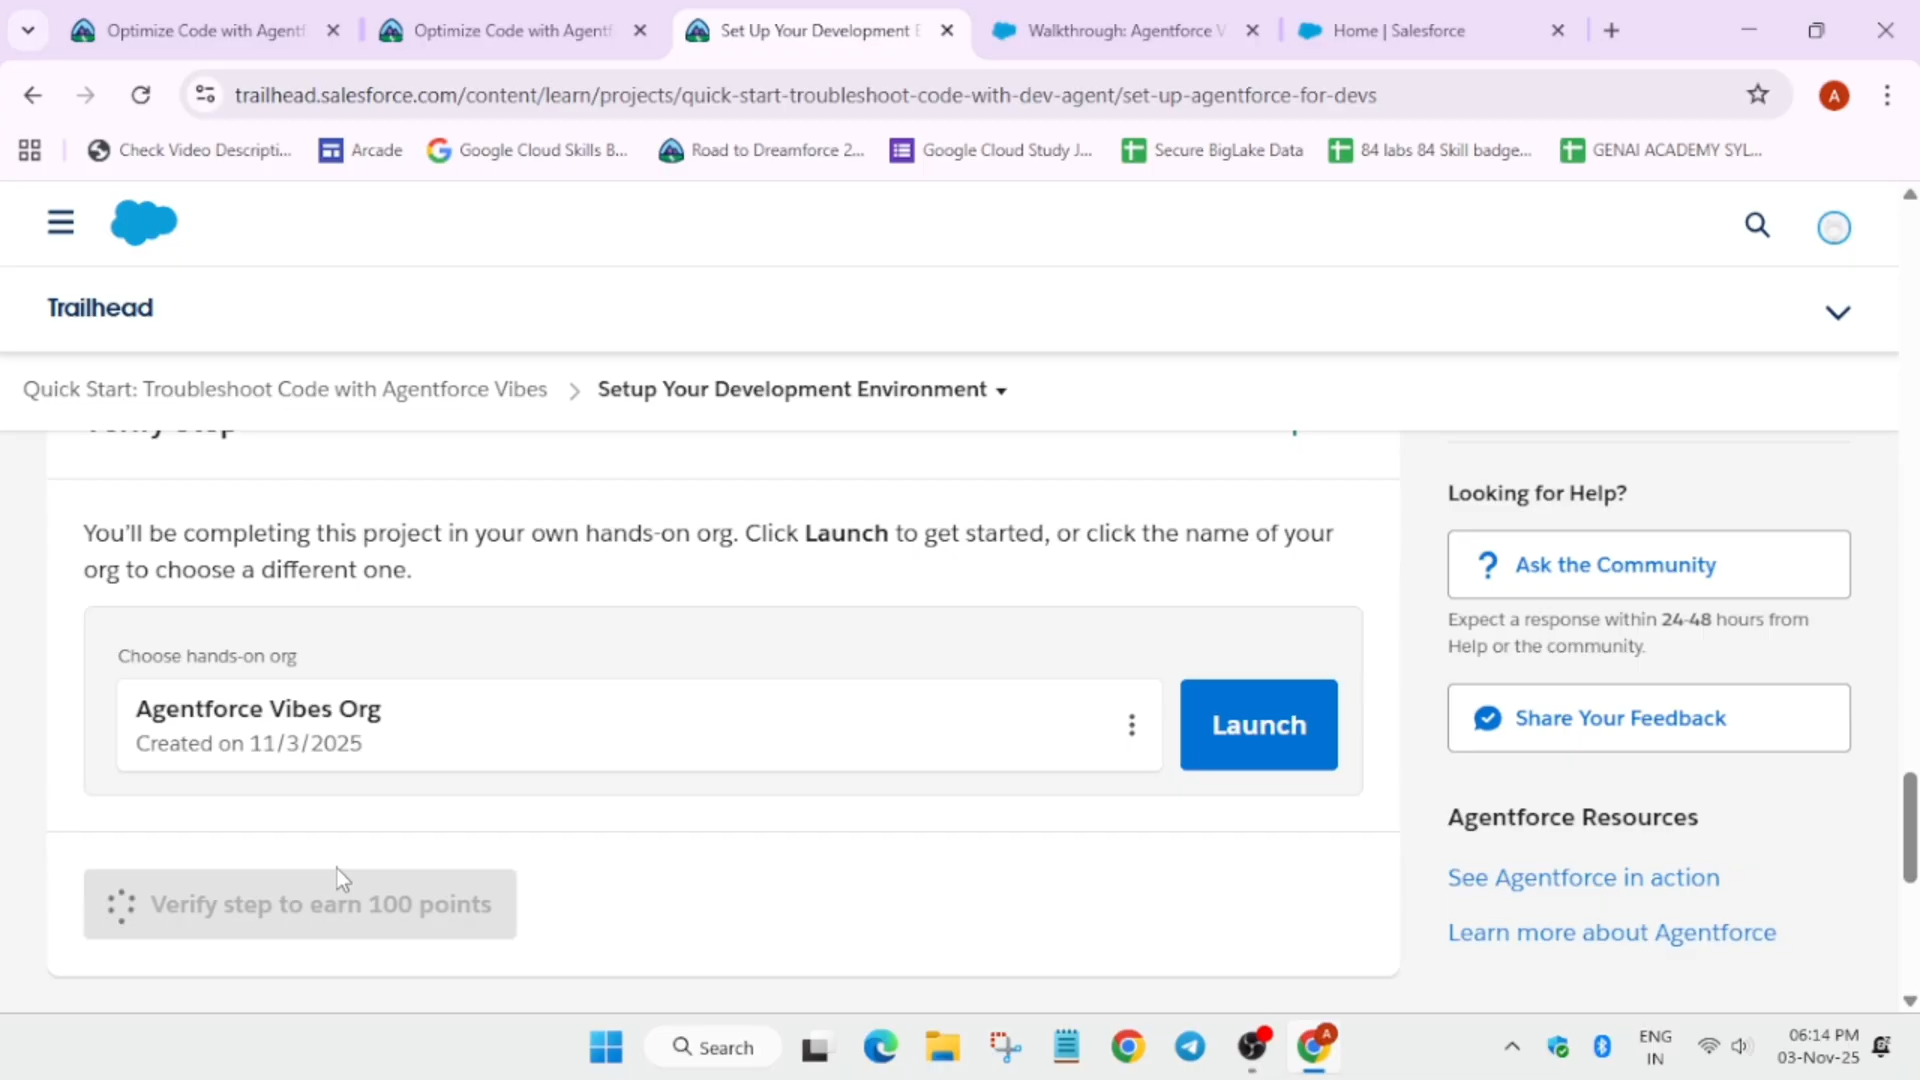 Optimize Code with Agentf
Optimize Code with Agentf
Set Up Your Development E
Walkthrough: Agentforce V
Home | Salesforce
trailhead.salesforce.com/content/learn/projects/quick-start-troubleshoot-code-with-dev-agent/set-up-agentforce-for-devs
A
Check Video Descripti...
Arcade
Google Cloud Skills B...
Road to Dreamforce 2...
Google Cloud Study J...
Secure BigLake Data
84 labs 84 Skill badge...
GENAI ACADEMY SYL...
Trailhead
Quick Start: Troubleshoot Code with Agentforce Vibes
Setup Your Development Environment
You'll be completing this project in your own hands-on org. Click Launch to get started, or click the name of your
org to choose a different one.
Choose hands-on org
Agentforce Vibes Org
Created on 11/3/2025
Launch
Verify step to earn 100 points
Looking for Help?
Ask the Community
Expect a response within 24-48 hours from
Help or the community.
Share Your Feedback
Agentforce Resources
See Agentforce in action
Learn more about Agentforce
Search
A
ENG
IN
06:14 PM
03-Nov-25